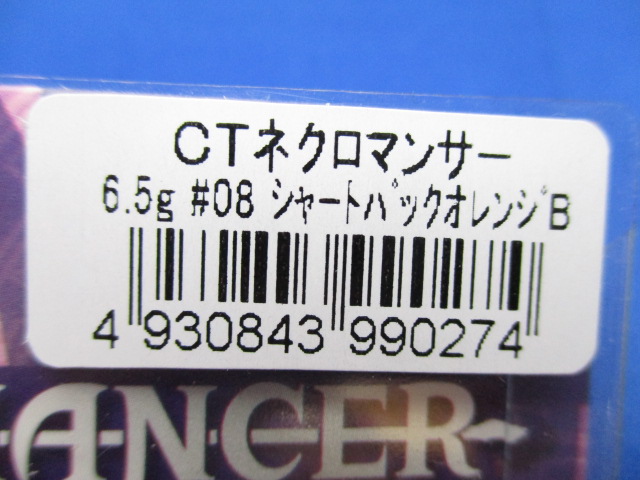 CTネクロマンサー
6.5g #08 シャートバックオレンジB
4 930843 990274
ANCER